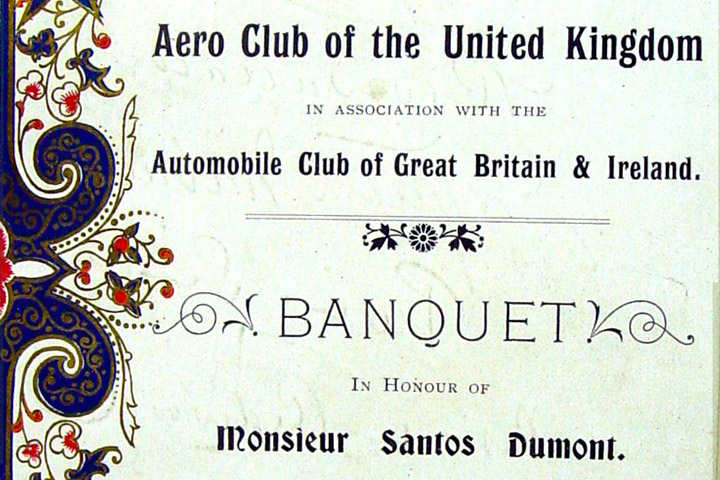 Aero Club of the United Kingdom
IN ASSOCIATION WITH THE
Automobile Club of Great Britain & Ireland.
BANQUET.
IN HONOUR OF
Monsieur Santos Dumont.